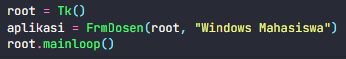 root = Tk()
aplikasi = FrmDosen(root, "Windows Mahasiswa")
root.mainloop()